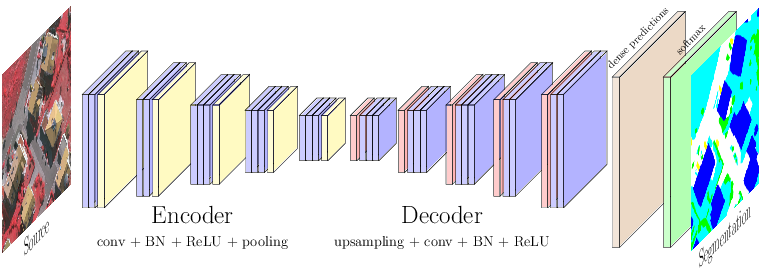 dense predictions
softmax
Source
Encoder
conv + BN + ReLU + pooling
Decoder
upsampling + conv + BN + ReLU
Segmentation